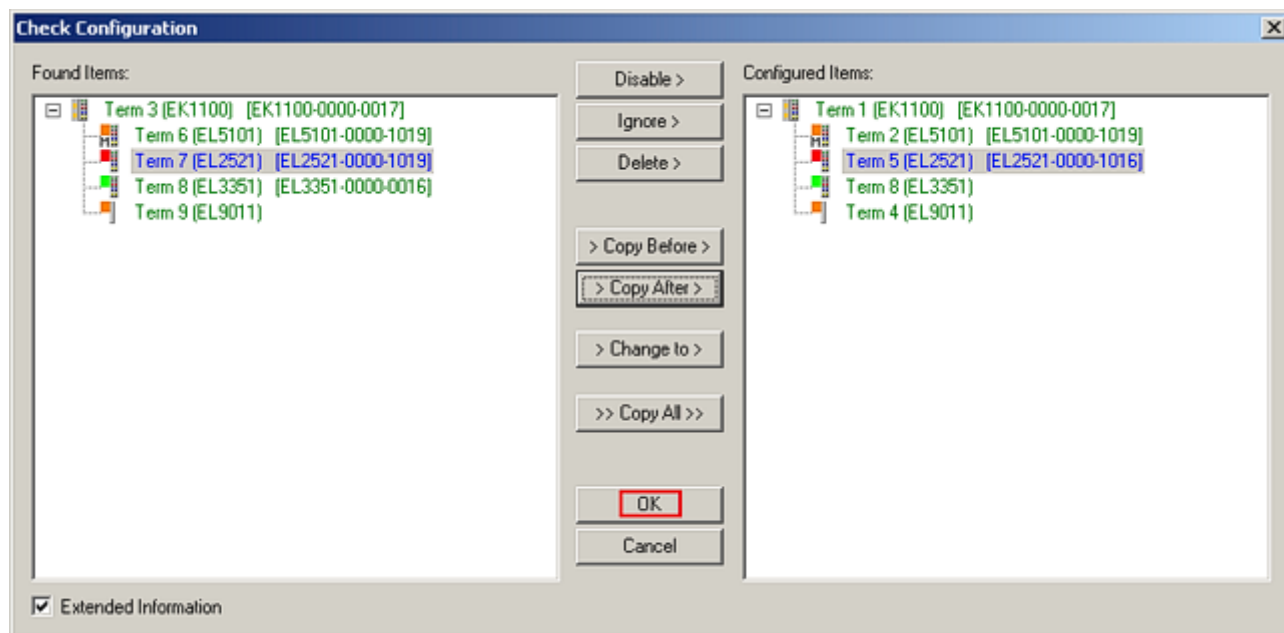 Check Configuration
Found Items:
Term 3 (EK1100) [EK1100-0000-0017]
Term 6 (EL5101) [EL5101-0000-1019]
Term 7 (EL2521) [EL2521-0000-1019]
Term 8 (EL3351) [EL3351-0000-0016]
Term 9 (EL9011)
Disable >
Ignore >
Delete >
> Copy Before >
> Copy After >
> Change to >
>> Copy All >>
OK
Cancel
Configured Items:
Term 1 (EK1100) [EK1100-0000-0017]
Term 2 (EL5101) [EL5101-0000-1019]
Term 5 (EL2521) [EL2521-0000-1016]
Term 8 (EL3351)
Term 4 (EL9011)
Extended Information